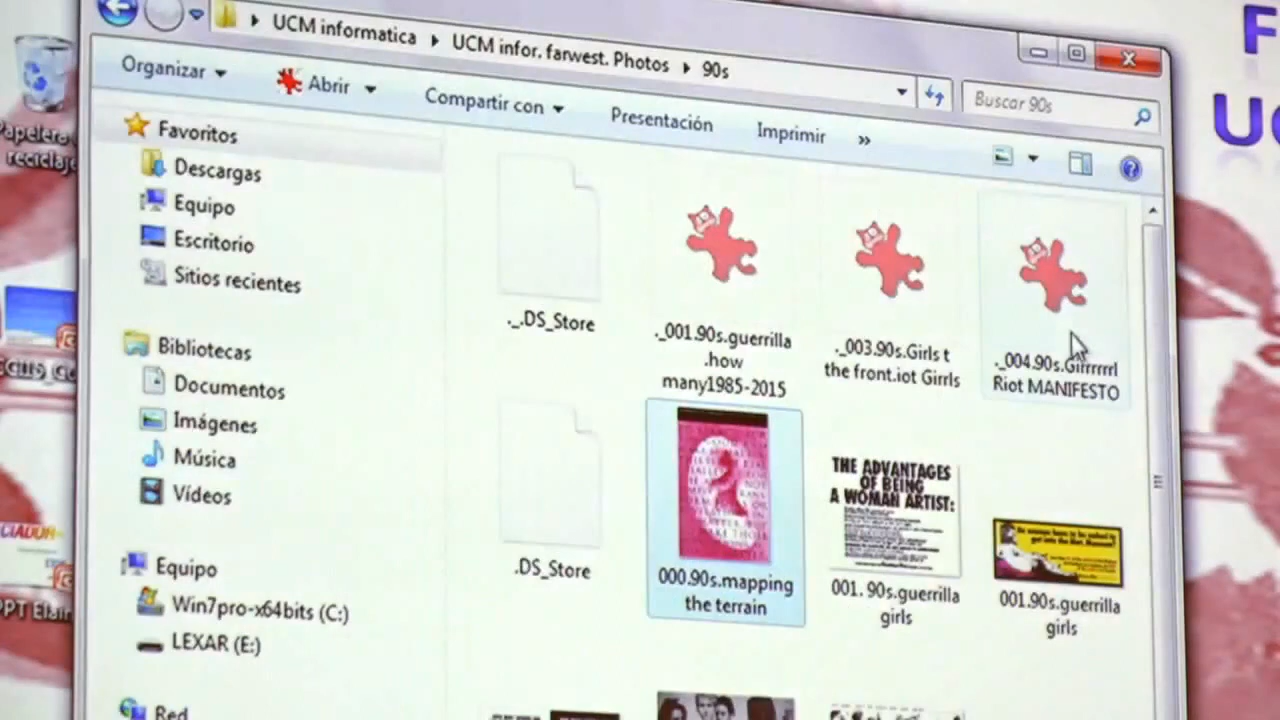 UCM informatica ▸ UCM infor. farwest. Photos ▸ 90s
Buscar 90s
Organizar
Abrir
Compartir con
Presentación
Imprimir
»
F
Papelera
reciclaje
Favoritos
Descargas
Equipo
Escritorio
Sitios recientes
Bibliotecas
Documentos
Imágenes
Música
Vídeos
Equipo
Win7pro-x64bits (C:)
LEXAR (E:)
Red
._.DS_Store
._001.90s.guerrilla
.how
many1985-2015
._003.90s.Girls t
the front.iot Girrls
._004.90s.Girrrrrrl
Riot MANIFESTO
.DS_Store
000.90s.mapping
the terrain
THE ADVANTAGES
OF BEING
A WOMAN ARTIST:
001. 90s.guerrilla
girls
001.90s.guerrilla
girls